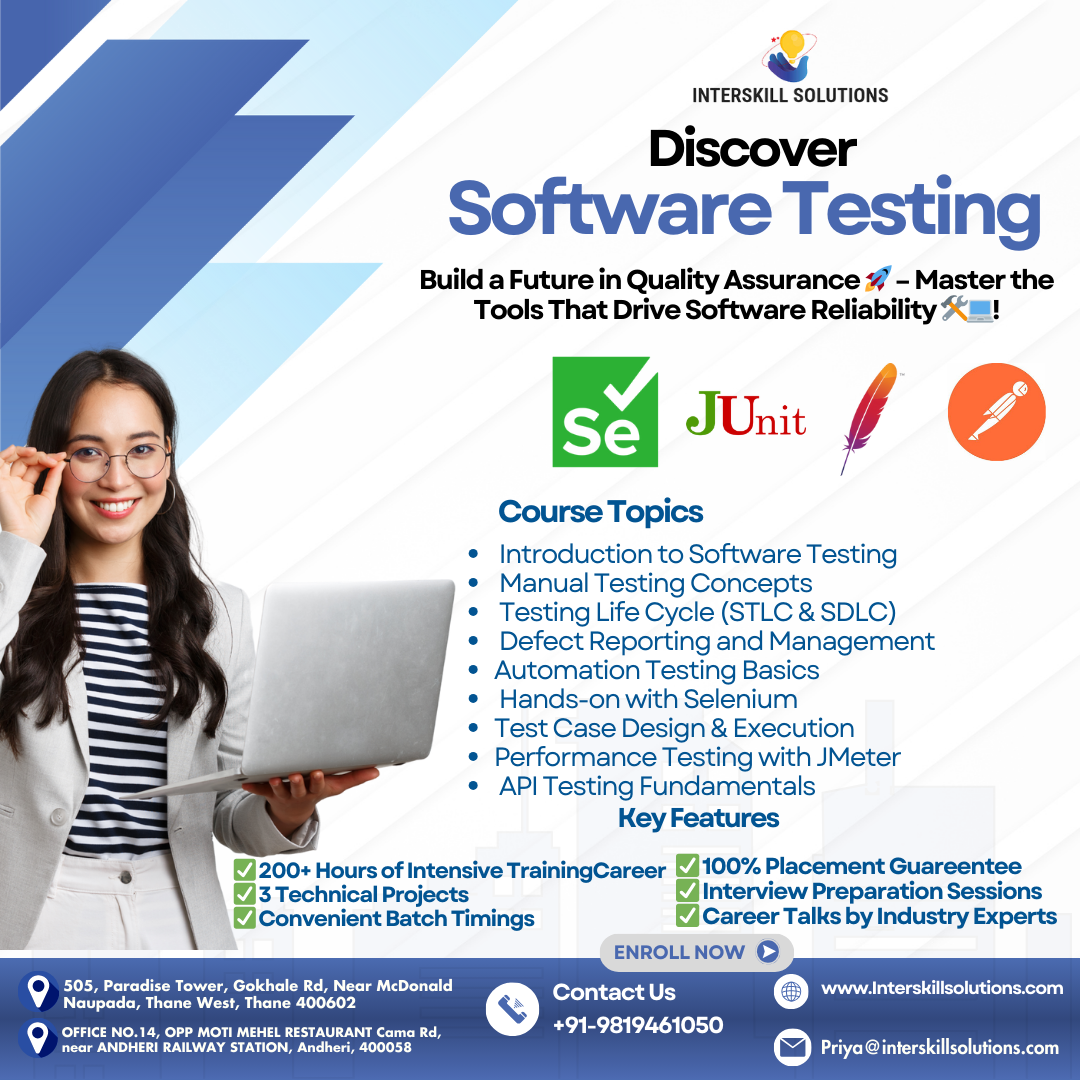 INTERSKILL SOLUTIONS
Discover
Software Testing
Build a Future in Quality Assurance 🚀 – Master the
Tools That Drive Software Reliability 🛠️💻!
Se
JUnit
TM
Course Topics
• Introduction to Software Testing
• Manual Testing Concepts
• Testing Life Cycle (STLC & SDLC)
• Defect Reporting and Management
• Automation Testing Basics
• Hands-on with Selenium
• Test Case Design & Execution
• Performance Testing with JMeter
• API Testing Fundamentals
Key Features
✅200+ Hours of Intensive TrainingCareer
✅3 Technical Projects
✅Convenient Batch Timings
✅100% Placement Guareentee
✅Interview Preparation Sessions
✅Career Talks by Industry Experts
ENROLL NOW
505, Paradise Tower, Gokhale Rd, Near McDonald
Naupada, Thane West, Thane 400602
OFFICE NO.14, OPP MOTI MEHEL RESTAURANT Cama Rd,
near ANDHERI RAILWAY STATION, Andheri, 400058
Contact Us
+91-9819461050
www.Interskillsolutions.com
Priya@interskillsolutions.com